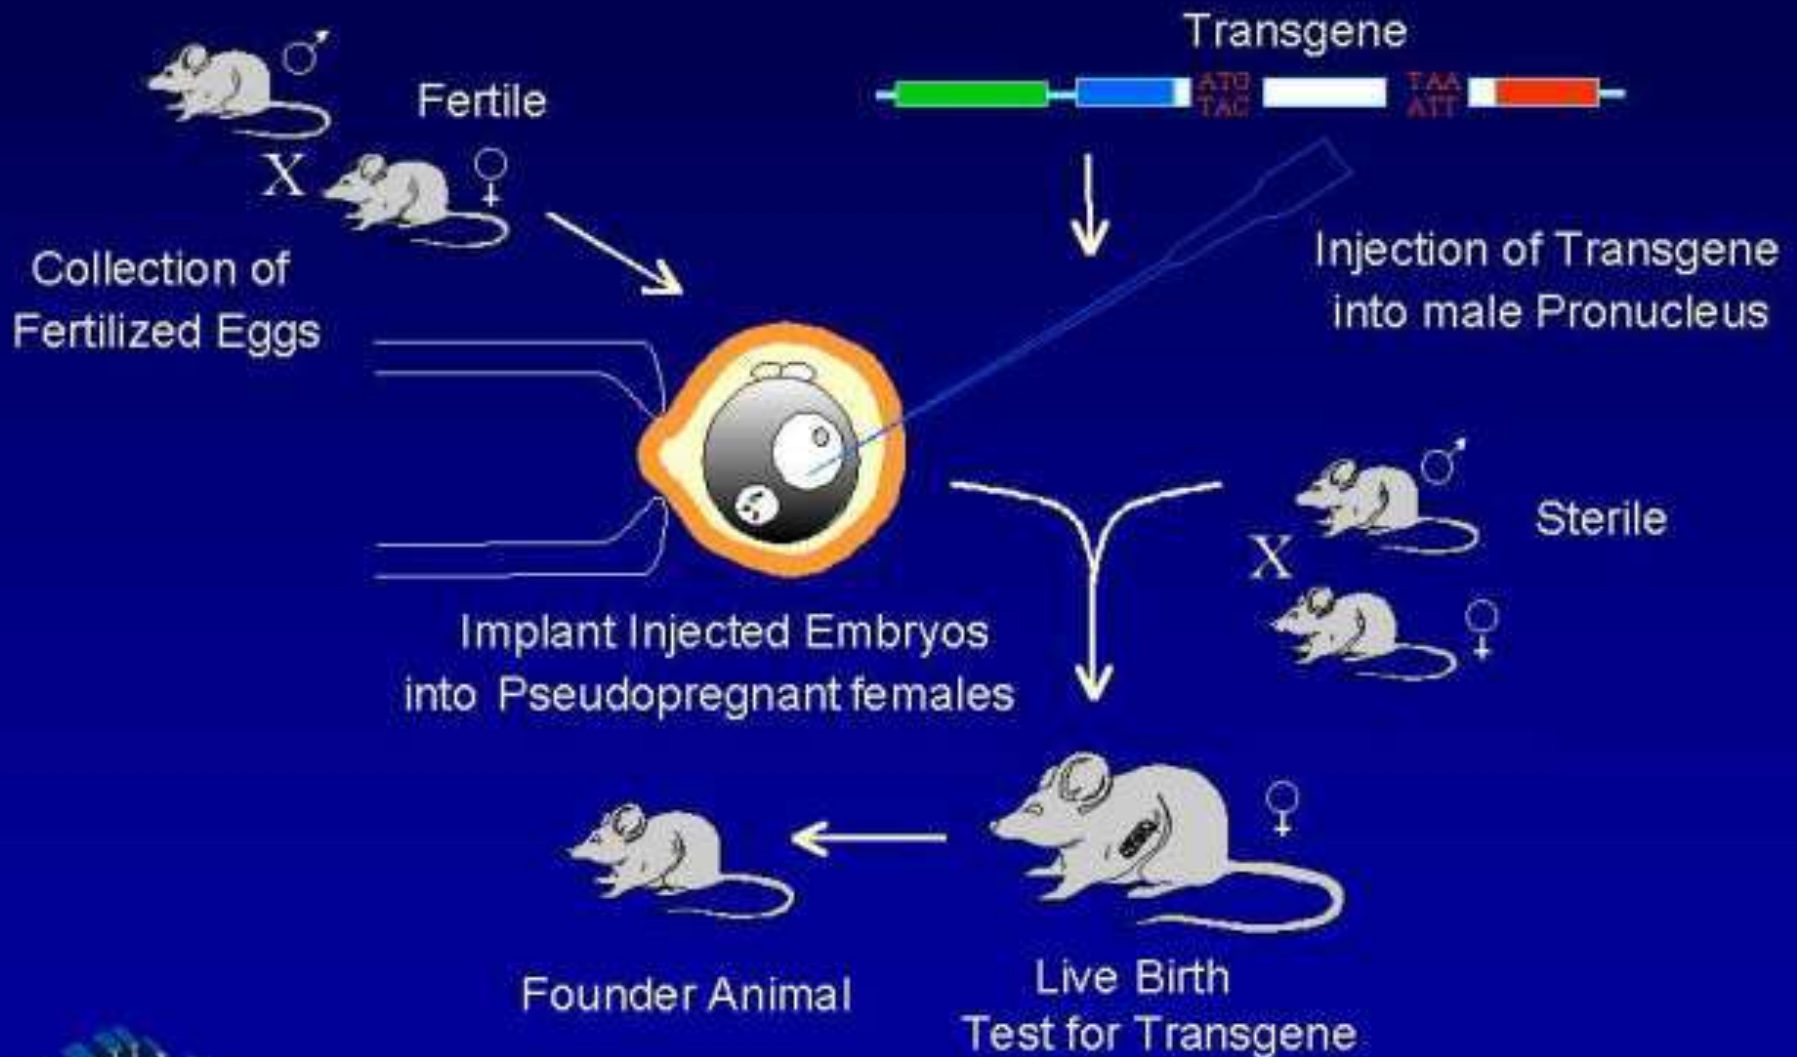 Transgene
Fertile
ATG
TAC
TAA
ATT
X
Collection of
Fertilized Eggs
Injection of Transgene
into male Pronucleus
Sterile
X
Implant Injected Embryos
into Pseudopregnant females
Founder Animal
Live Birth
Test for Transgene